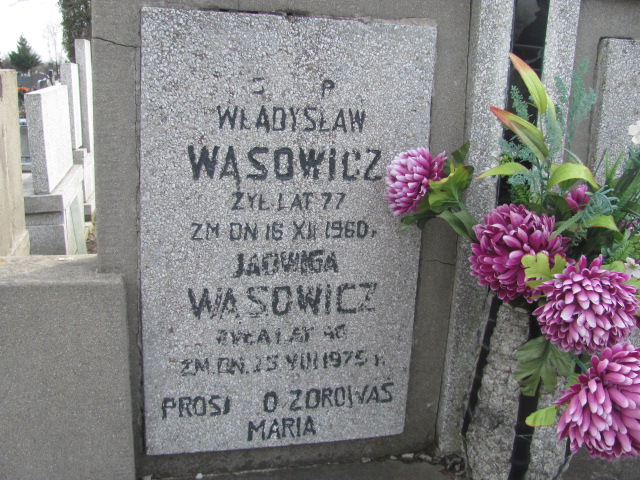 Ś P
WŁADYSŁAW
WĄSOWICZ
ŻYŁ LAT 77
ZM DN 16 XII 1960 r.
JADWIGA
WĄSOWICZ
ŻYŁA LAT
ZM. DN. 25 VIII 1975 r.
PROSI O ZDROWAŚ
MARIA